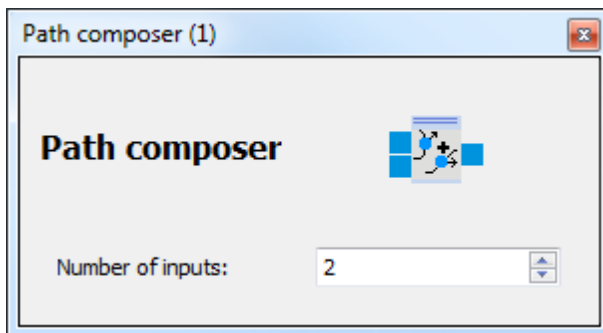 Path composer (1)
Path composer
Number of inputs: 2